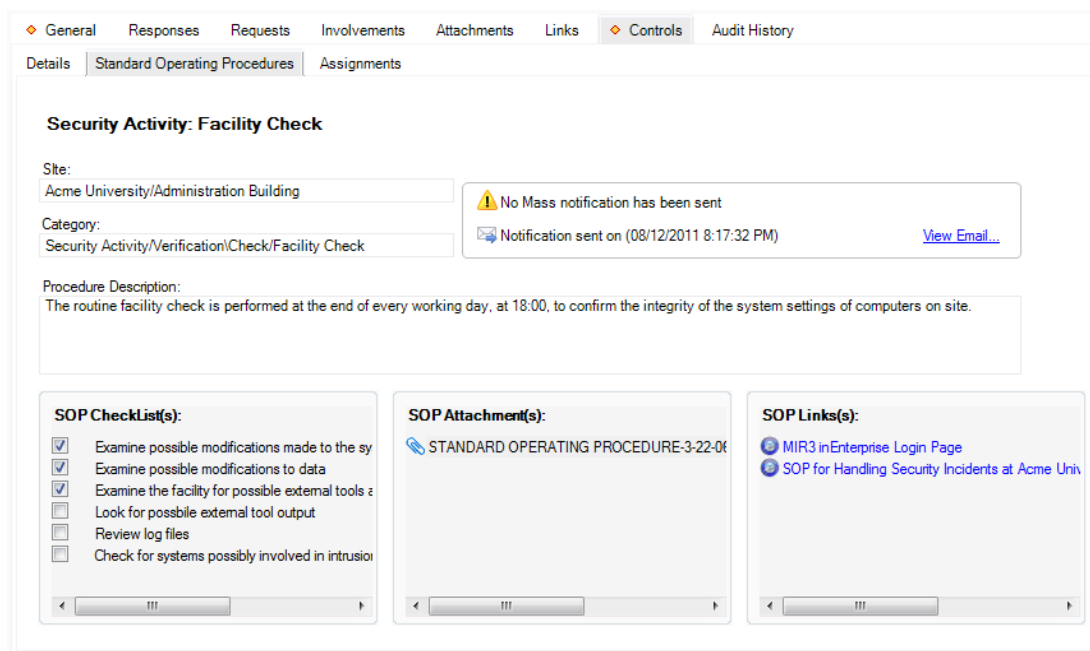 General Responses Requests Involvements Attachments Links Controls Audit History
Details Standard Operating Procedures Assignments
Security Activity: Facility Check
Site:
Acme University/Administration Building
No Mass notification has been sent
Category:
Notification sent on (08/12/2011 8:17:32 PM) View Email...
Security Activity/Verification\Check/Facility Check
Procedure Description:
The routine facility check is performed at the end of every working day, at 18:00, to confirm the integrity of the system settings of computers on site.
SOP CheckList(s):
Examine possible modifications made to the sy
Examine possible modifications to data
Examine the facility for possible external tools a
Look for possbile external tool output
Review log files
Check for systems possibly involved in intrusion
SOP Attachment(s):
STANDARD OPERATING PROCEDURE-3-22-06
SOP Links(s):
MIR3 inEnterprise Login Page
SOP for Handling Security Incidents at Acme Univ